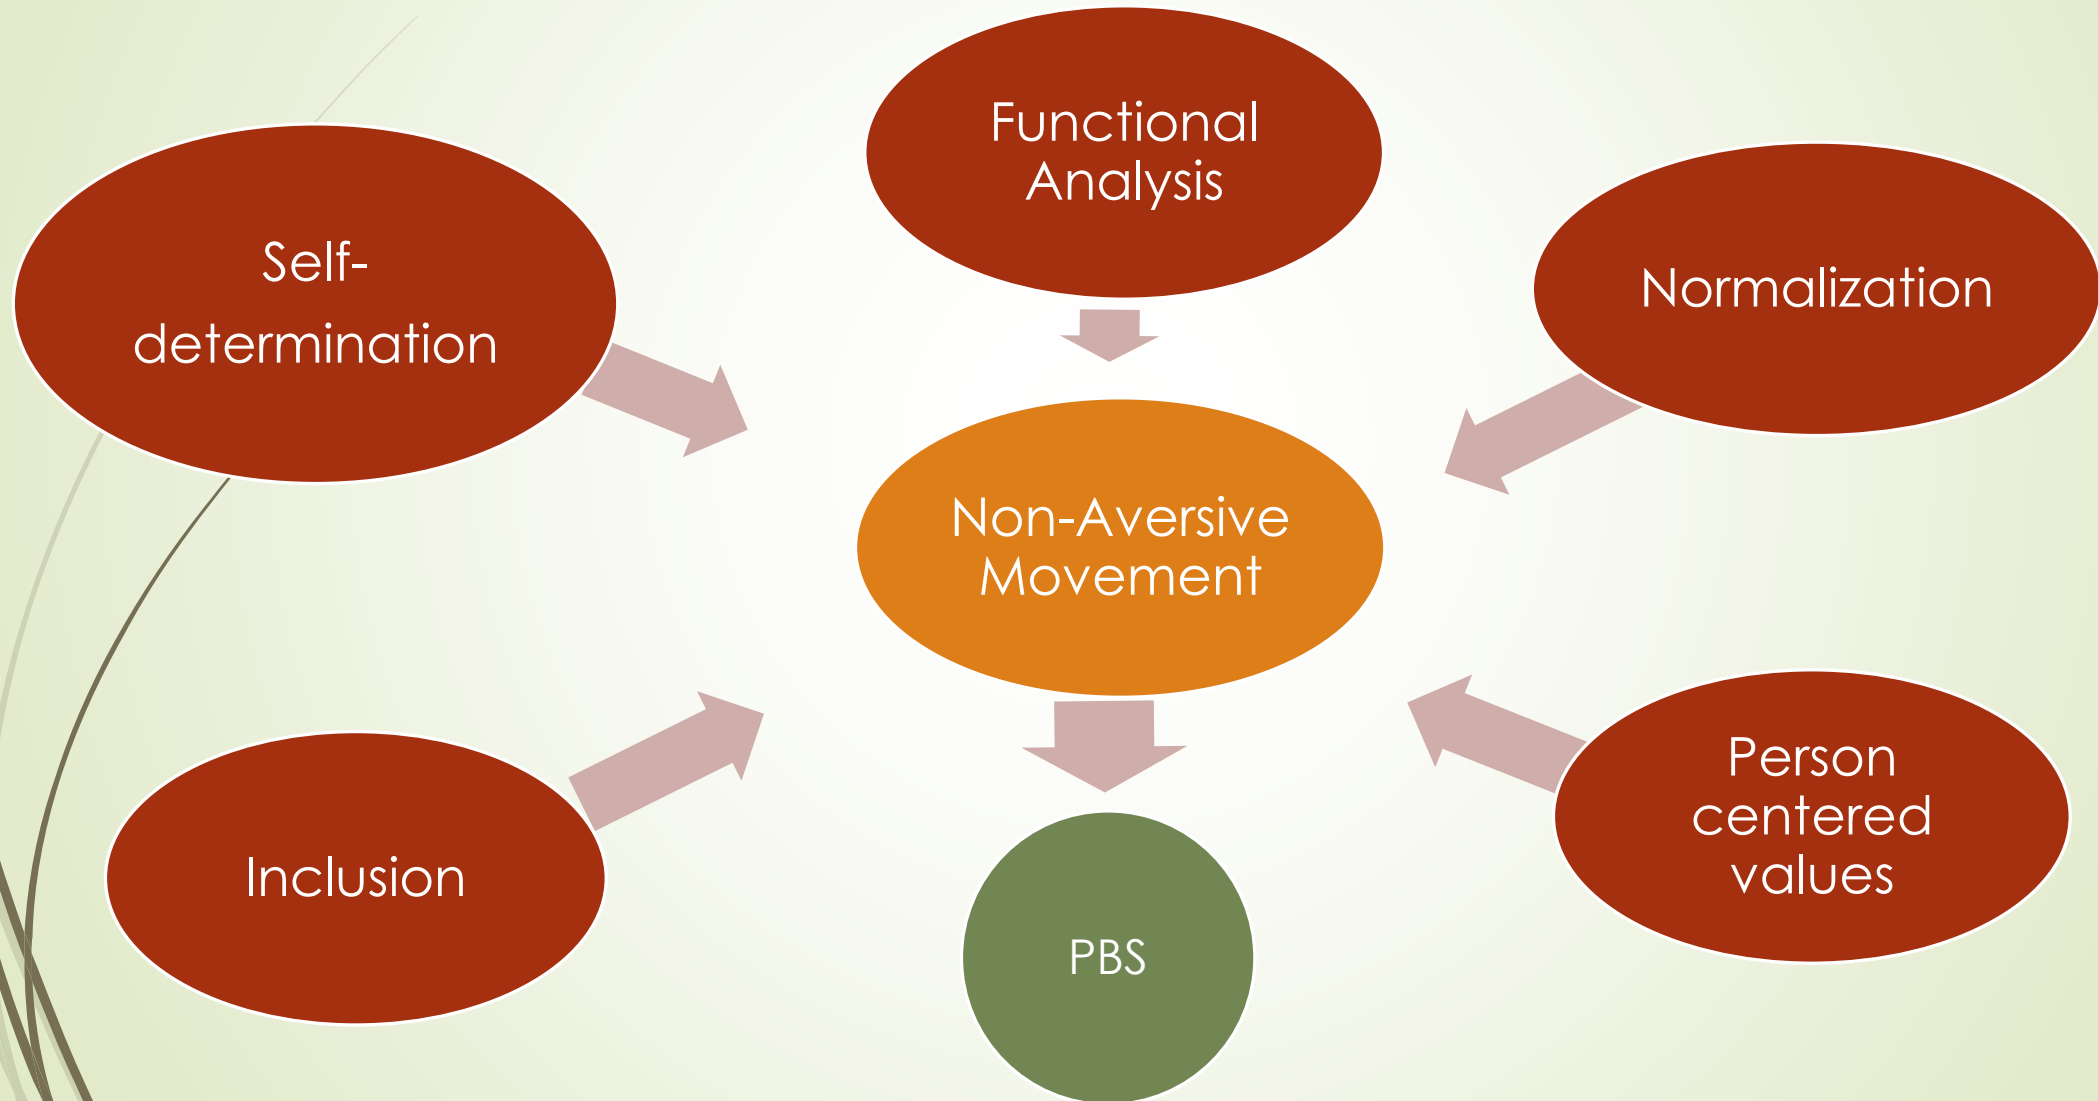 Functional
Analysis
Self-
determination
Normalization
Non-Aversive
Movement
Inclusion
Person
centered
values
PBS